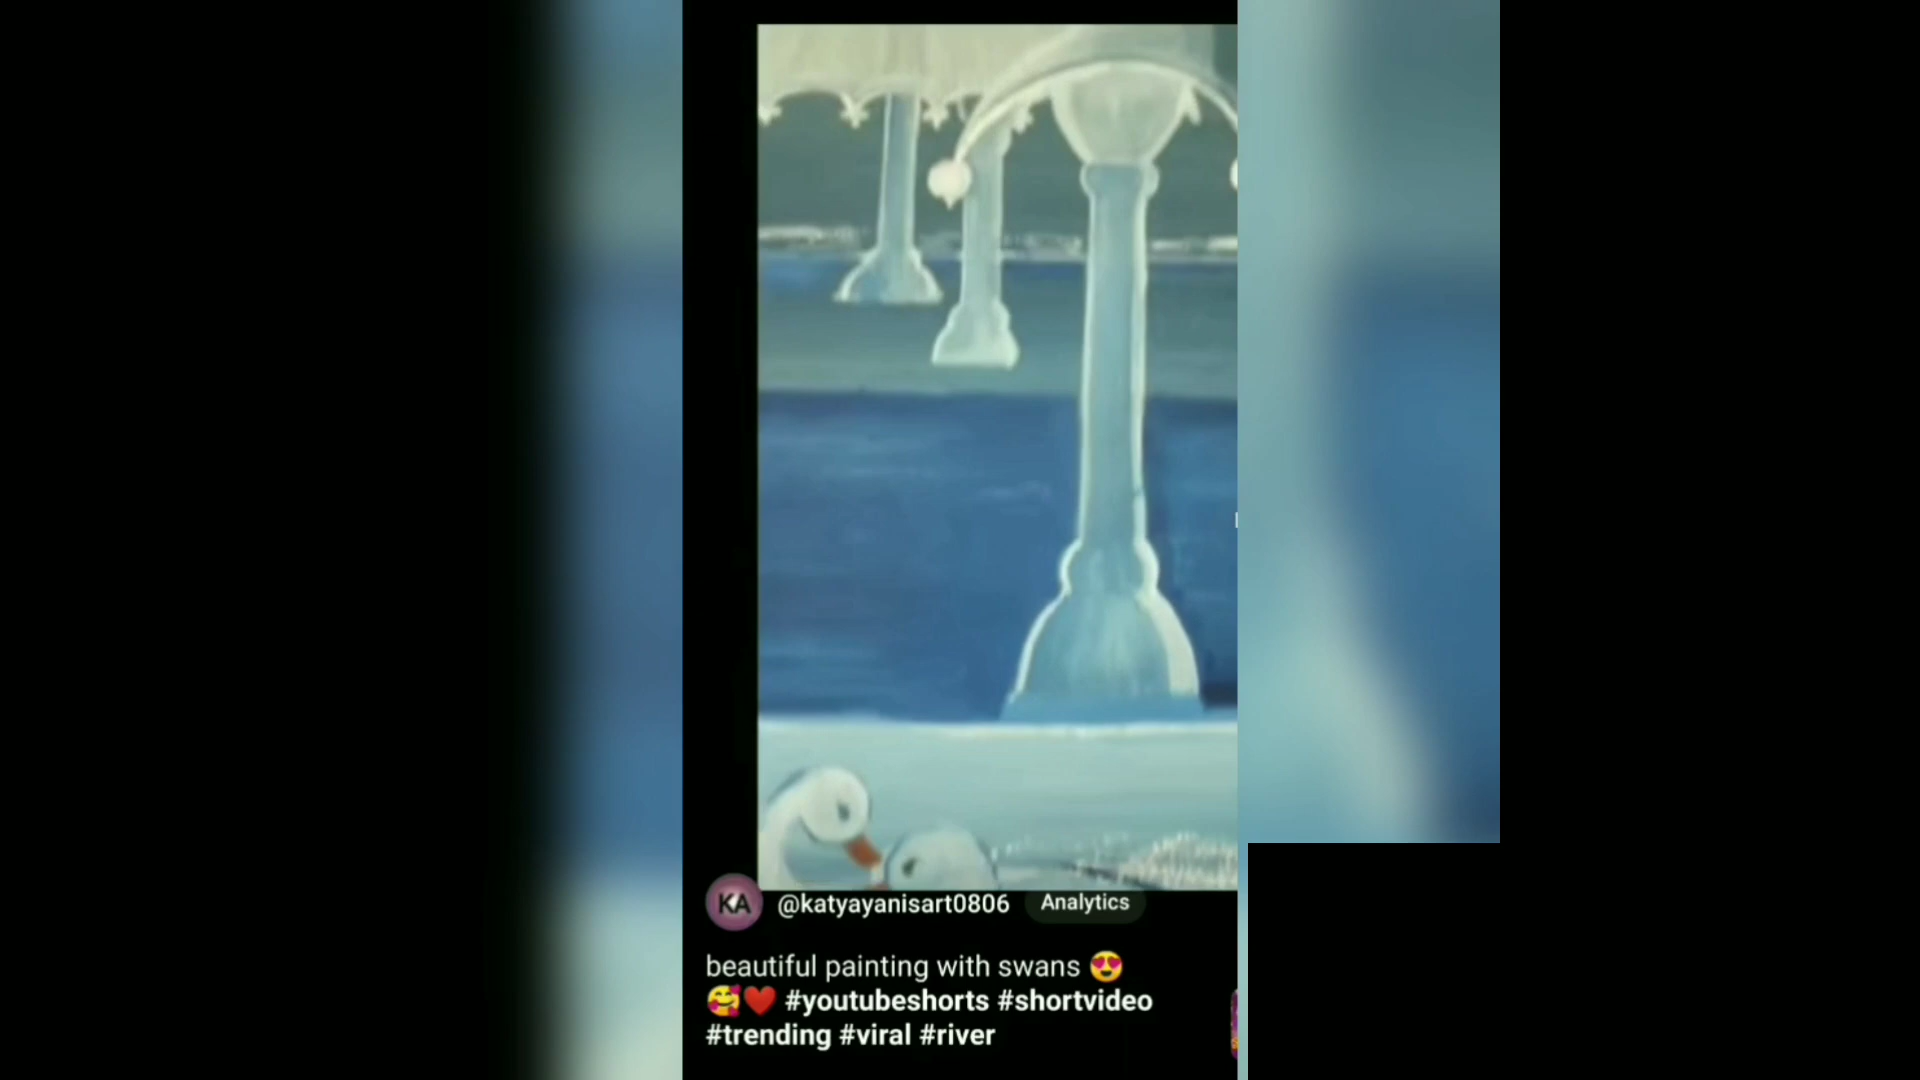 KA @katyayanisart0806 Analytics
beautiful painting with swans 😍
🥰❤️ #youtubeshorts #shortvideo
#trending #viral #river